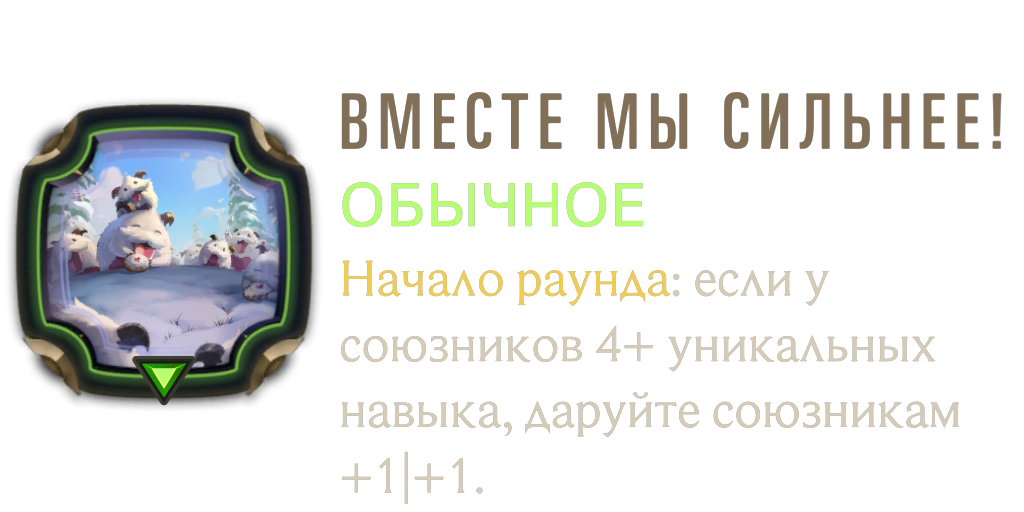 ВМЕСТЕ МЫ СИЛЬНЕЕ!
ОБЫЧНОЕ
Начало раунда: если у
союзников 4+ уникальных
навыка, даруйте союзникам
+1|+1.